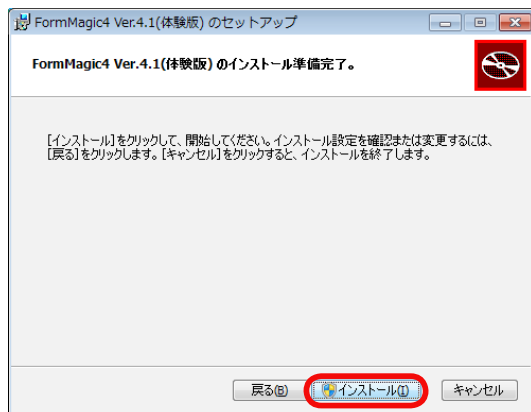 FormMagic4 Ver.4.1(体験版) のセットアップ
FormMagic4 Ver.4.1(体験版) のインストール準備完了。
[インストール]をクリックして、開始してください。インストール設定を確認または変更するには、
[戻る]をクリックします。[キャンセル]をクリックすると、インストールを終了します。
戻る(B)
インストール(I)
キャンセル